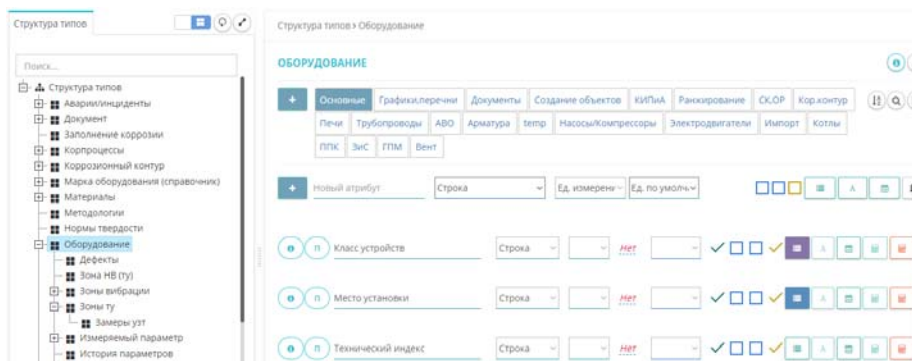 Структура типов
Поиск...
Структура типов
Аварии/инциденты
Документ
Заполнение коррозии
Корпроцессы
Коррозионный контур
Марка оборудования (справочник)
Материалы
Методологии
Нормы твердости
Оборудование
Дефекты
Зона НВ (ту)
Зоны вибрации
Зоны ту
Замеры узт
Измеряемый параметр
История параметров
Структура типов › Оборудование
ОБОРУДОВАНИЕ
+ Основные Графики,перечни Документы Создание объектов КИПиА Ранжирование СК,ОР Кор.контур
Печи Трубопроводы АВО Арматура temp Насосы/Компрессоры Электродвигатели Импорт Котлы
ППК ЗиС ГПМ Вент
+ Новый атрибут Строка Ед. измерени Ед. по умолч
П Класс устройств Строка Нет
П Место установки Строка Нет
П Технический индекс Строка Нет